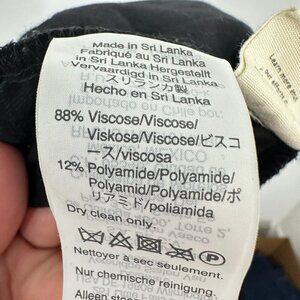 Made in Sri Lanka
Fabriqué au Sri Lanka
In Sri Lanka Hergestellt
Vervaardigd in Sri Lanka
スリランカ製
Hecho en Sri Lanka
88% Viscose/Viscose/
Viskose/Viscose/ビスコ
ース/viscosa
12% Polyamide/Polyamide/
Polyamid/Polyamide/ポ
リアミド/poliamida
Dry clean only.
Nettoyer à sec seulement.
Nur chemische reinigung.
Alleen
Learn more